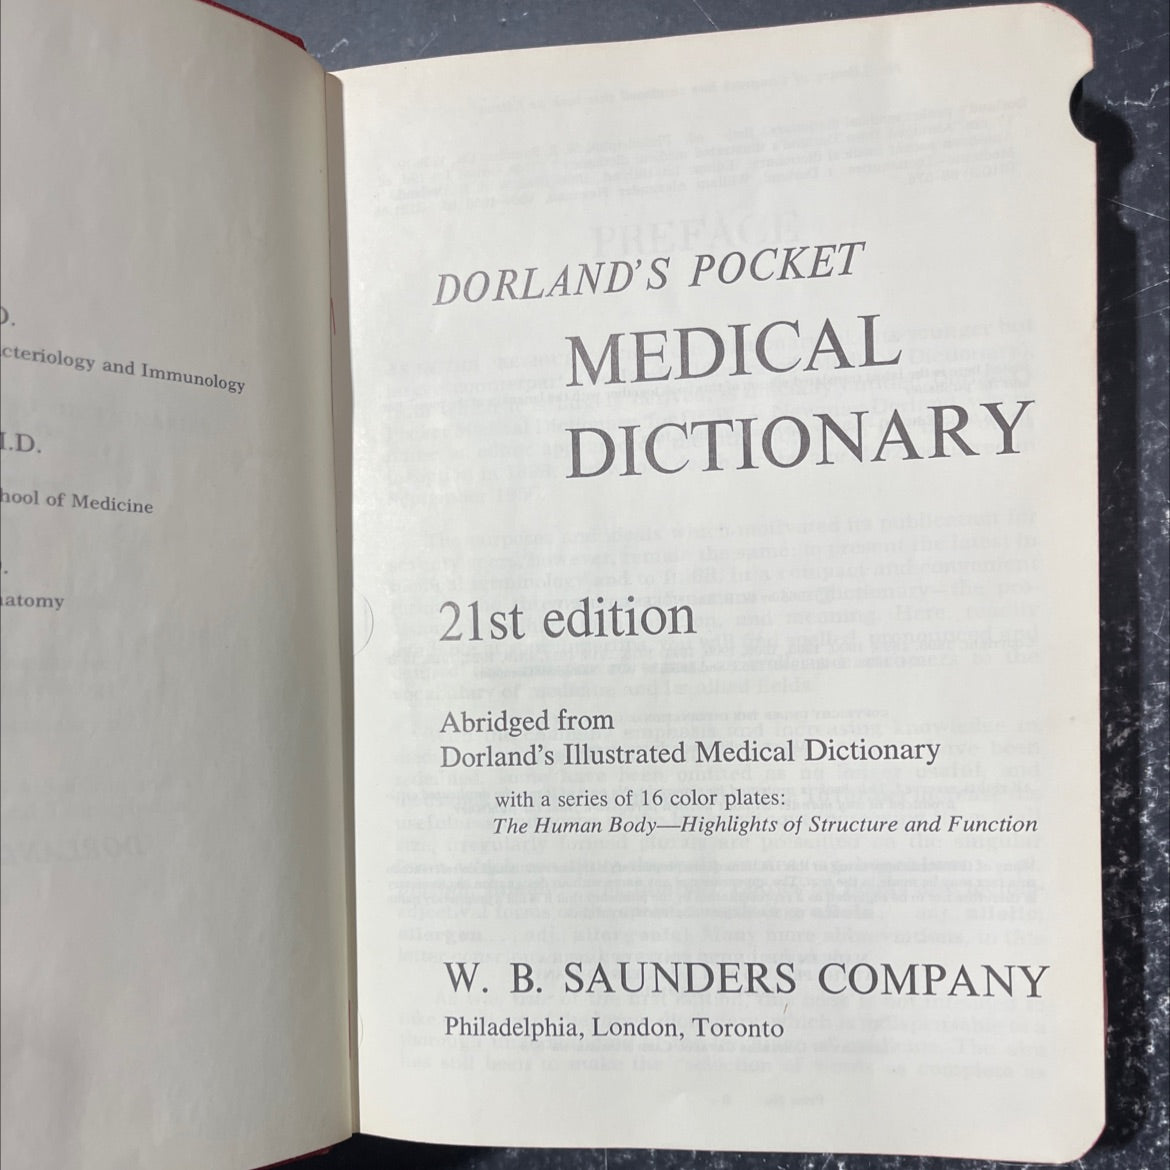 cteriology and Immunology
hool of Medicine
natomy
DORLAND'S POCKET
MEDICAL
DICTIONARY
21st edition
Abridged from
Dorland's Illustrated Medical Dictionary
with a series of 16 color plates:
The Human Body—Highlights of Structure and Function
W. B. SAUNDERS COMPANY
Philadelphia, London, Toronto